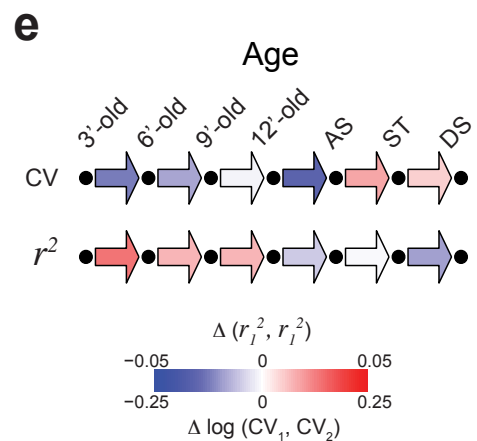 e
Age
3'-old 6'-old 9'-old 12'-old AS ST DS
CV
r²
Δ (r₁², r₁²)
−0.05 0 0.05
−0.25 0 0.25
Δ log (CV₁, CV₂)